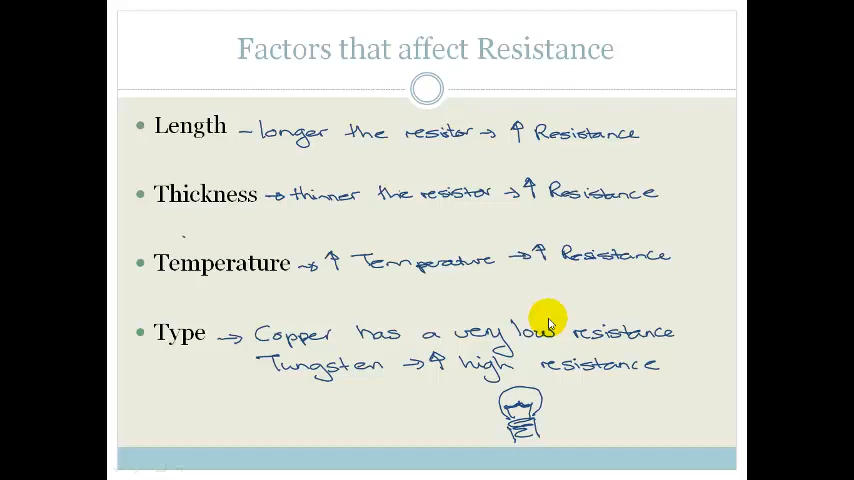 Factors that affect Resistance
• Length - longer the resistor → ↑ Resistance
• Thickness → thinner the resistor → ↑ Resistance
• Temperature → ↑ Temperature → ↑ Resistance
• Type → Copper has a very low resistance
Tungsten → ↑ high resistance